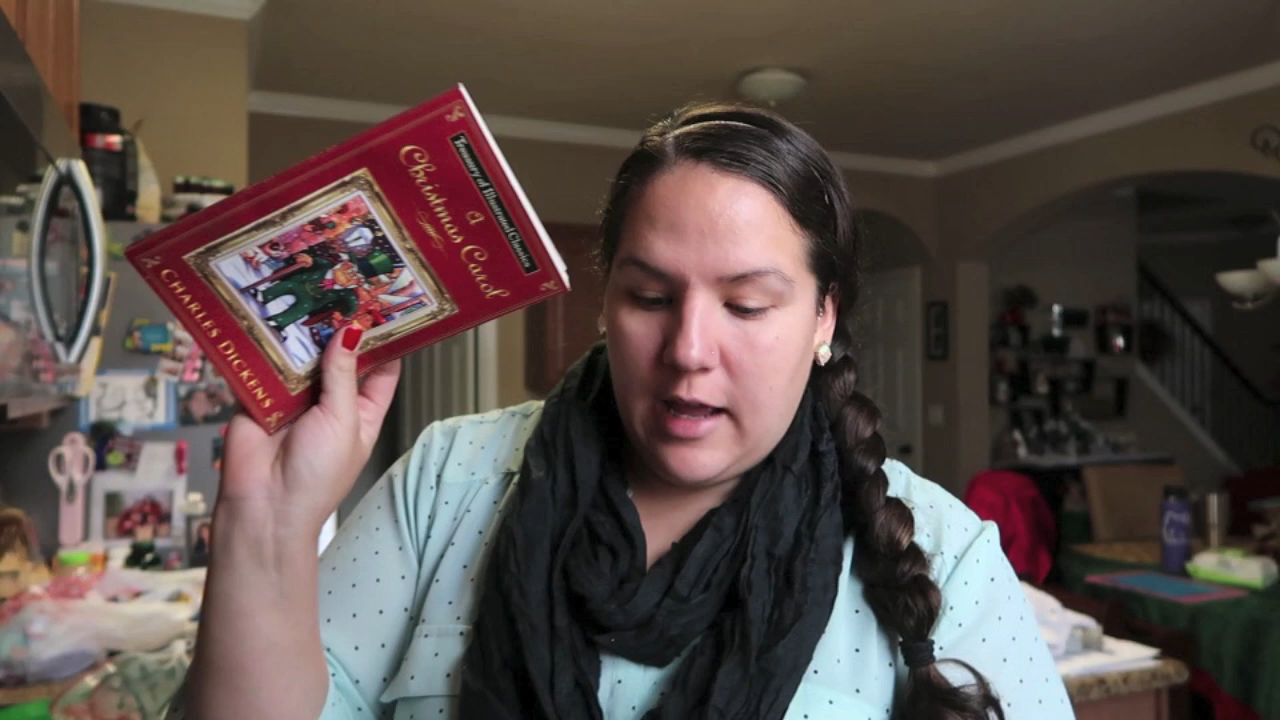 Treasury of Illustrated Classics
A
Christmas Carol
CHARLES DICKENS